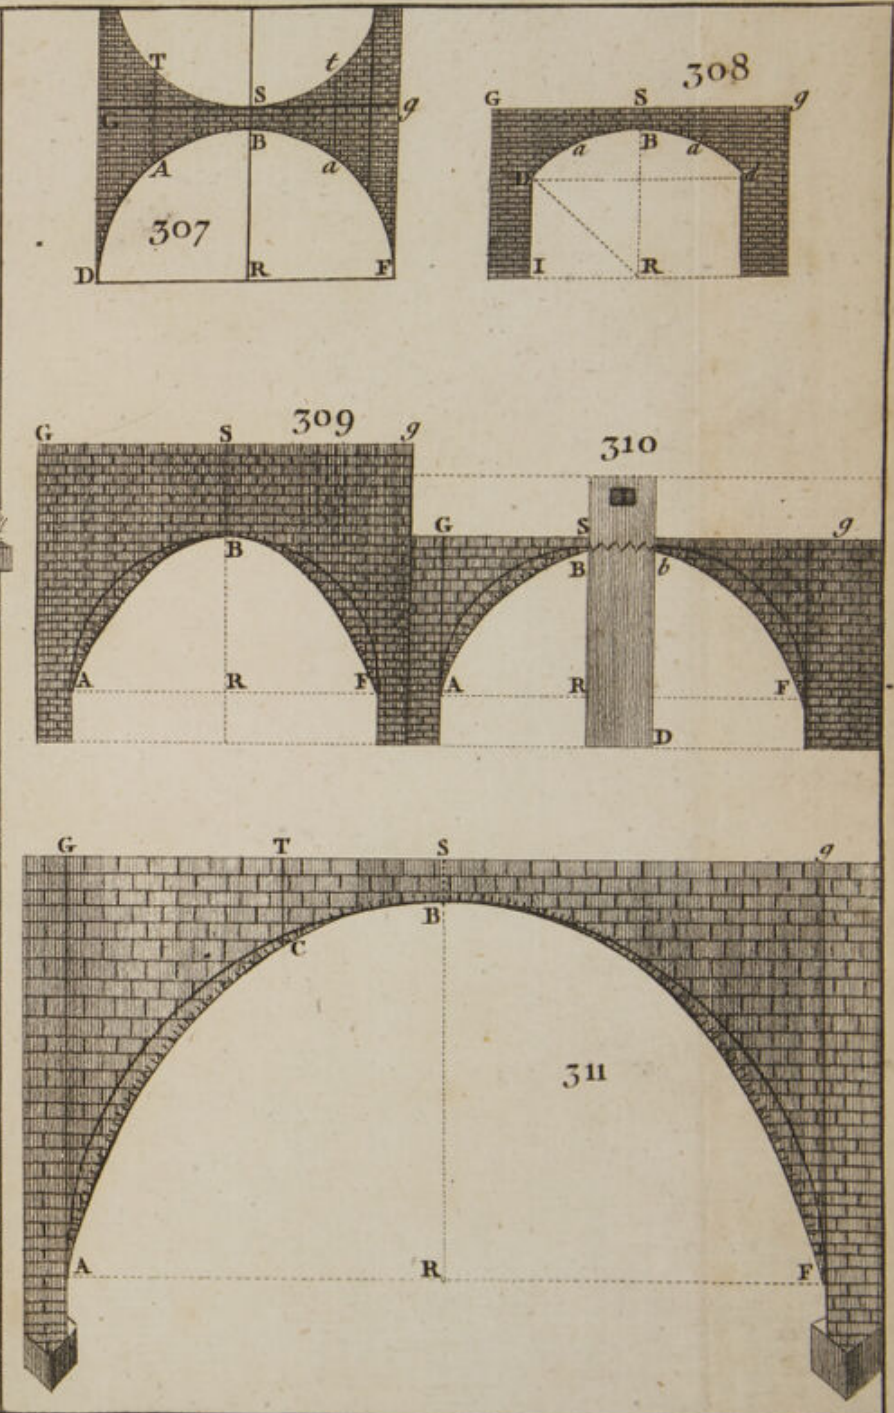 T t
S
G g
B
A a
307
D R F
308
G S g
a B a
D d
I R
309
G S g
B
A R F
310
G S g
B b
A R F
D
G T S g
B
C
311
A R F